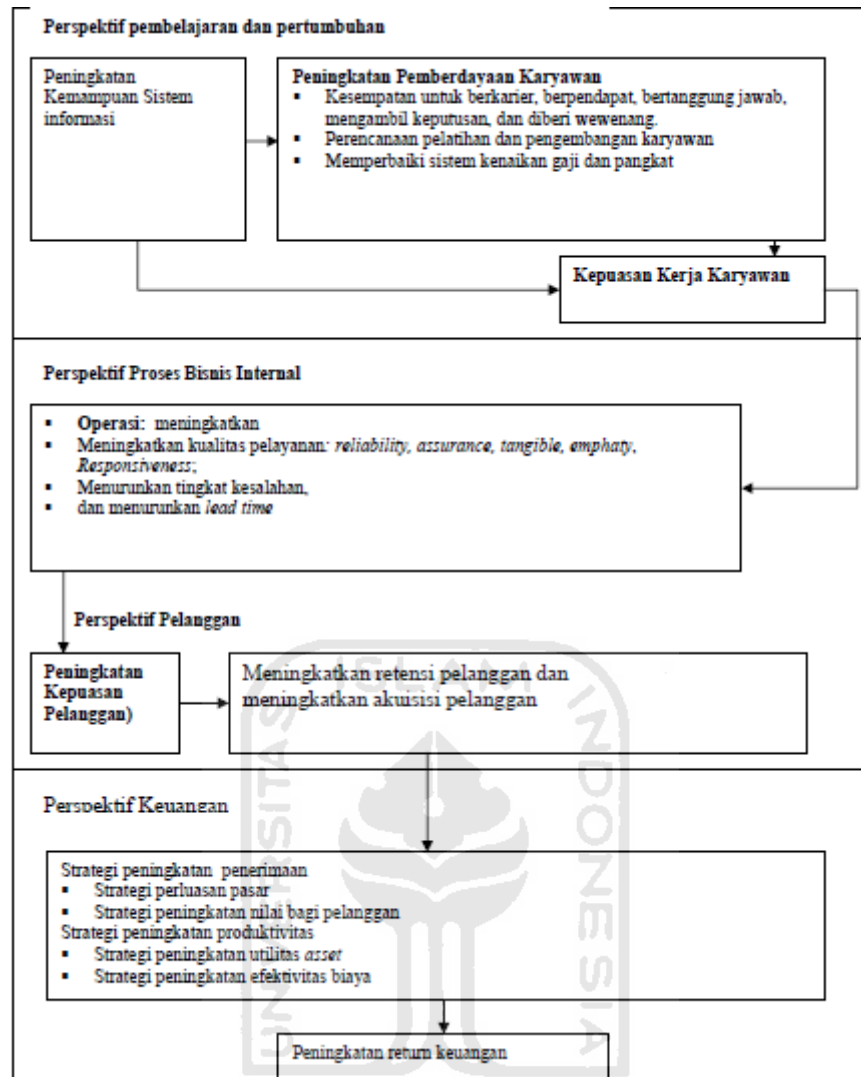 Perspektif pembelajaran dan pertumbuhan
Peningkatan
Kemampuan Sistem
informasi
Peningkatan Pemberdayaan Karyawan
▪ Kesempatan untuk berkarier, berpendapat, bertanggung jawab,
mengambil keputusan, dan diberi wewenang.
▪ Perencanaan pelatihan dan pengembangan karyawan
▪ Memperbaiki sistem kenaikan gaji dan pangkat
Kepuasan Kerja Karyawan
Perspektif Proses Bisnis Internal
▪ Operasi: meningkatkan
▪ Meningkatkan kualitas pelayanan: reliability, assurance, tangible, emphaty,
Responsiveness;
▪ Menurunkan tingkat kesalahan,
▪ dan menurunkan lead time
Perspektif Pelanggan
Peningkatan
Kepuasan
Pelanggan)
Meningkatkan retensi pelanggan dan
meningkatkan akuisisi pelanggan
Perspektif Keuangan
Strategi peningkatan penerimaan
▪ Strategi perluasan pasar
▪ Strategi peningkatan nilai bagi pelanggan
Strategi peningkatan produktivitas
▪ Strategi peningkatan utilitas asset
▪ Strategi peningkatan efektivitas biaya
Peningkatan return keuangan
UNIVERSITAS ISLAM INDONESIA